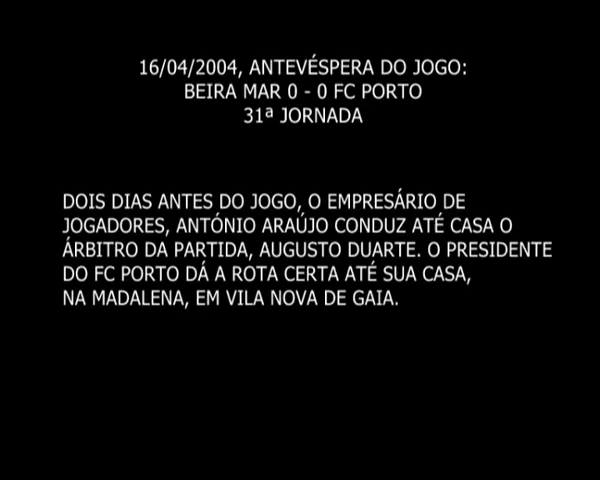 16/04/2004, ANTEVÉSPERA DO JOGO:
BEIRA MAR 0 - 0 FC PORTO
31ª JORNADA
DOIS DIAS ANTES DO JOGO, O EMPRESÁRIO DE
JOGADORES, ANTÓNIO ARAÚJO CONDUZ ATÉ CASA O
ÁRBITRO DA PARTIDA, AUGUSTO DUARTE. O PRESIDENTE
DO FC PORTO DÁ A ROTA CERTA ATÉ SUA CASA,
NA MADALENA, EM VILA NOVA DE GAIA.